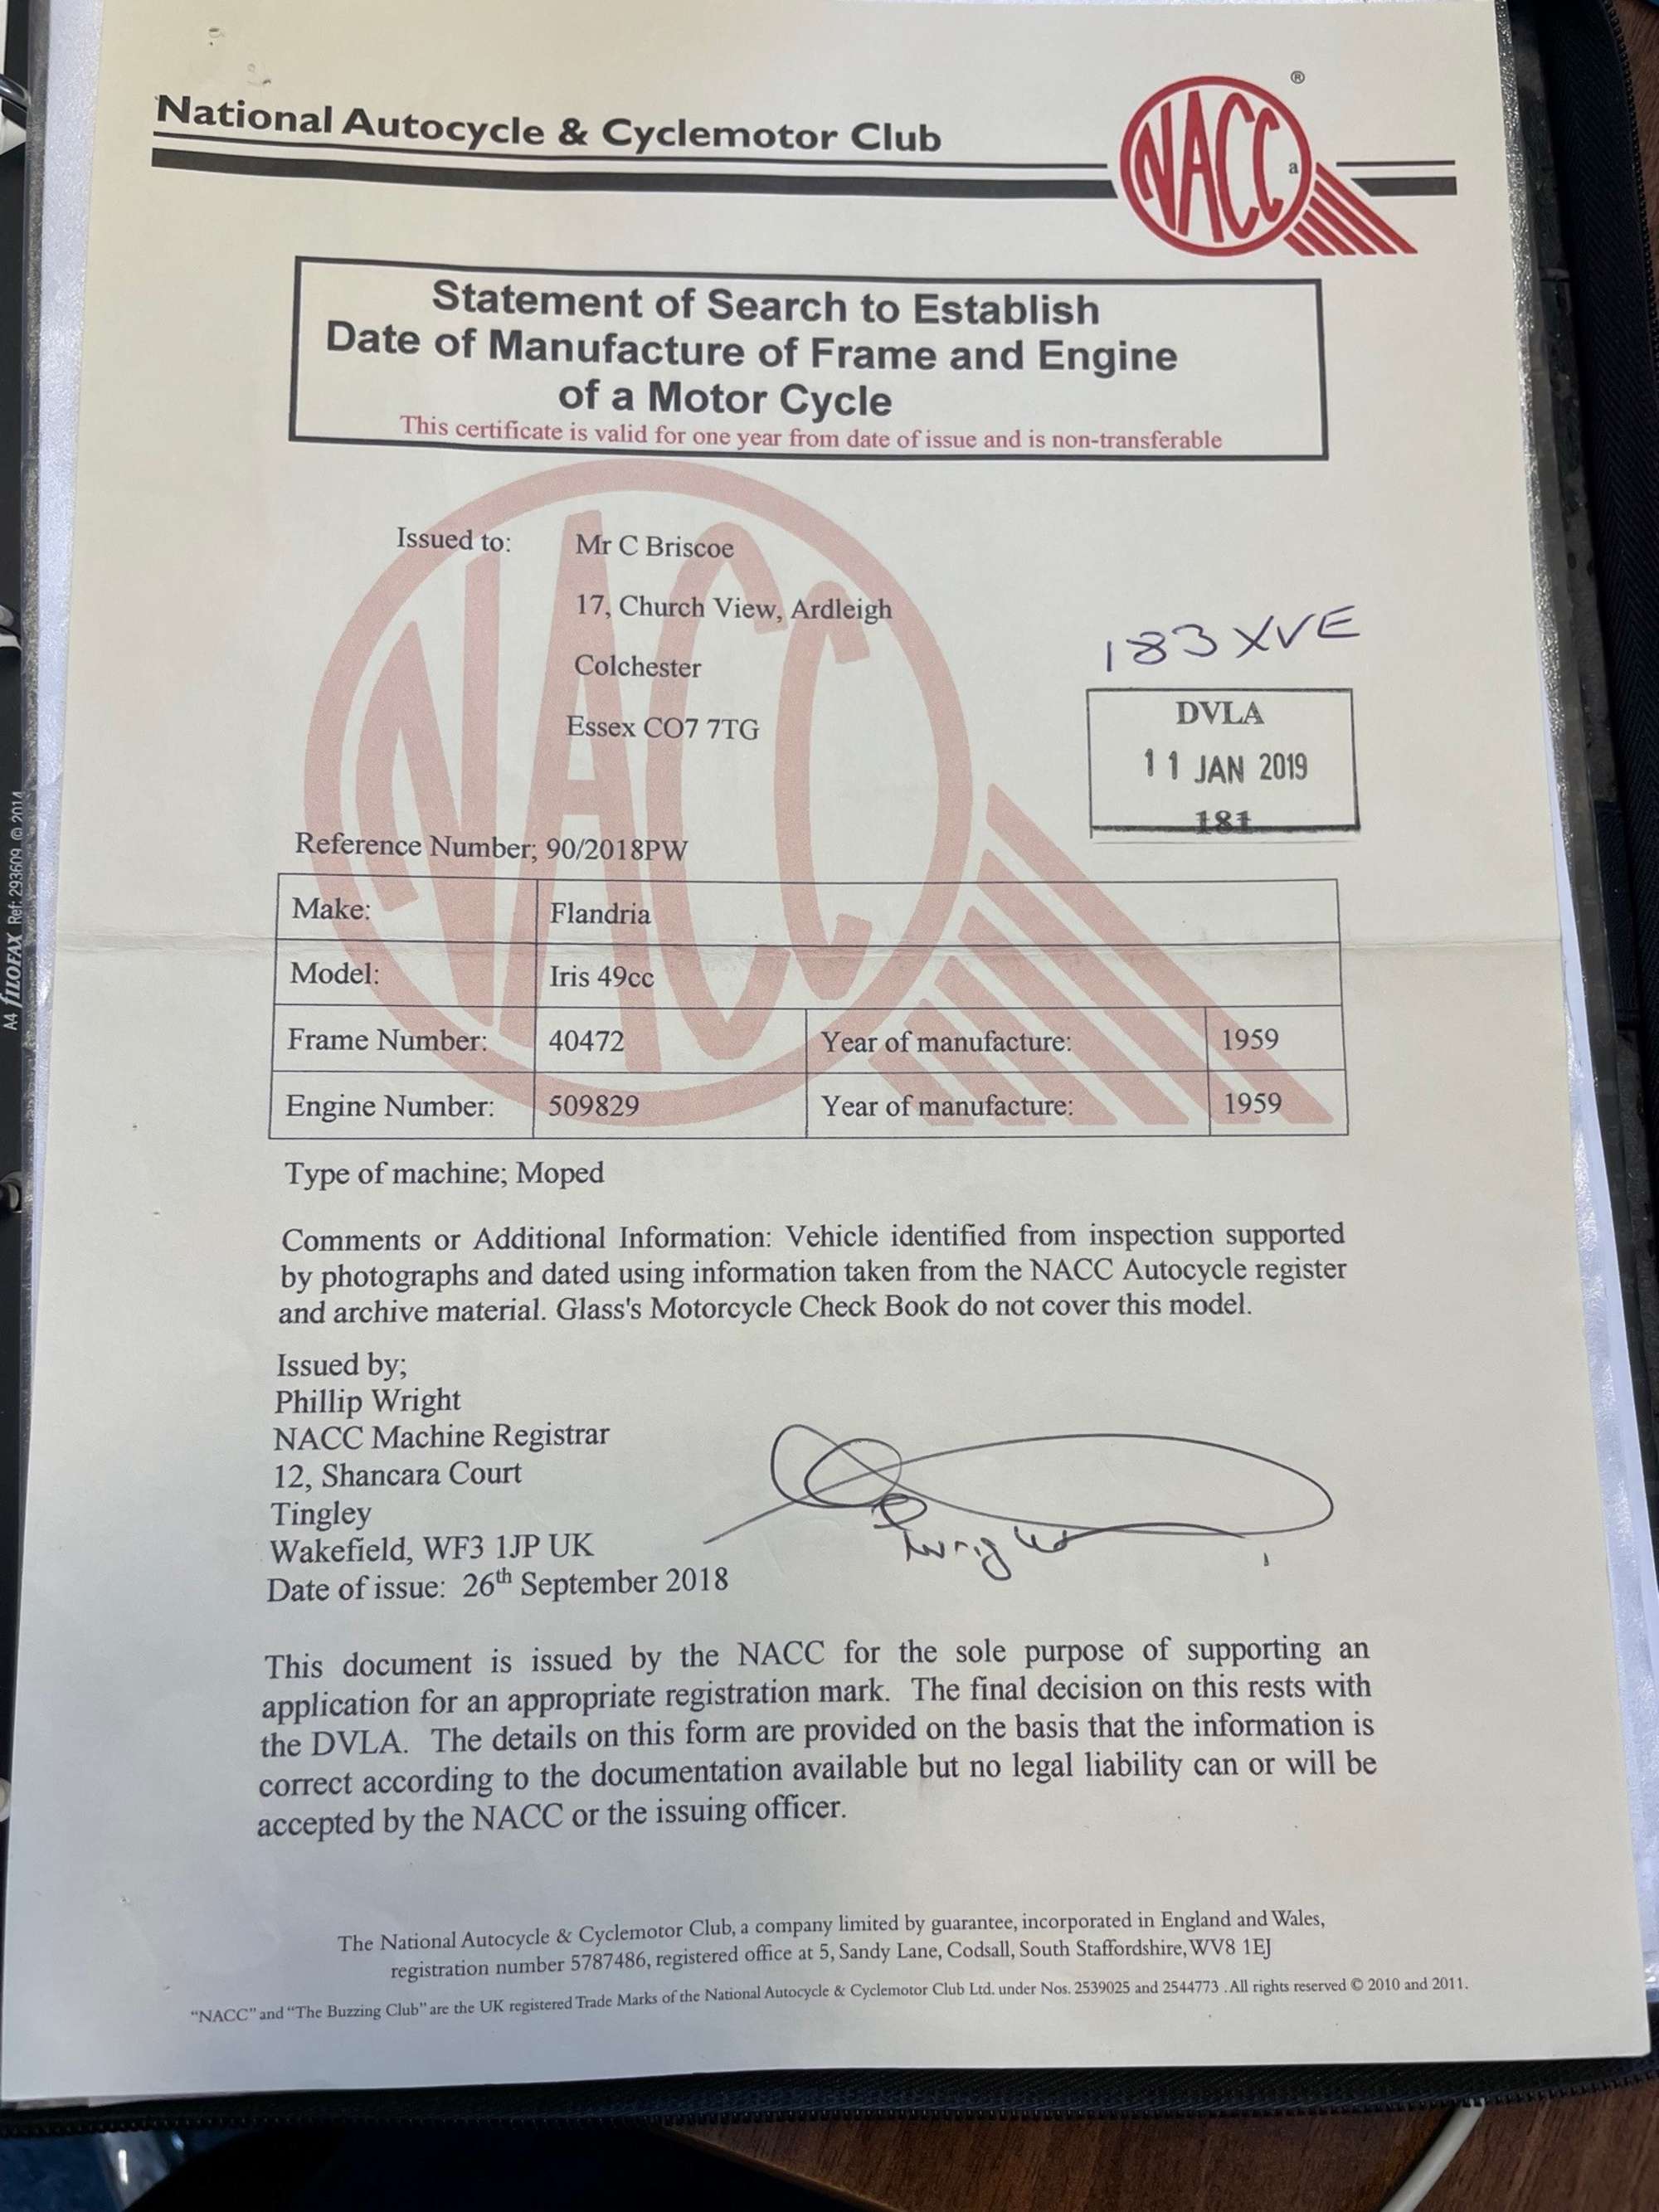 National Autocycle & Cyclemotor Club
®
NACC
a
Statement of Search to Establish
Date of Manufacture of Frame and Engine
of a Motor Cycle
This certificate is valid for one year from date of issue and is non-transferable
Issued to: Mr C Briscoe
17, Church View, Ardleigh
Colchester
Essex CO7 7TG
183 XVE
DVLA
11 JAN 2019
181
NACC
Reference Number; 90/2018PW
Make: Flandria
Model: Iris 49cc
Frame Number: 40472 Year of manufacture: 1959
Engine Number: 509829 Year of manufacture: 1959
Type of machine; Moped
Comments or Additional Information: Vehicle identified from inspection supported
by photographs and dated using information taken from the NACC Autocycle register
and archive material. Glass's Motorcycle Check Book do not cover this model.
Issued by;
Phillip Wright
NACC Machine Registrar
12, Shancara Court
Tingley
Wakefield, WF3 1JP UK
Date of issue: 26th September 2018
Pwright
This document is issued by the NACC for the sole purpose of supporting an
application for an appropriate registration mark. The final decision on this rests with
the DVLA. The details on this form are provided on the basis that the information is
correct according to the documentation available but no legal liability can or will be
accepted by the NACC or the issuing officer.
The National Autocycle & Cyclemotor Club, a company limited by guarantee, incorporated in England and Wales,
registration number 5787486, registered office at 5, Sandy Lane, Codsall, South Staffordshire, WV8 1EJ
"NACC" and "The Buzzing Club" are the UK registered Trade Marks of the National Autocycle & Cyclemotor Club Ltd. under Nos. 2539025 and 2544773 . All rights reserved © 2010 and 2011.
A4 fILOFAX Ref: 293609 © 2014